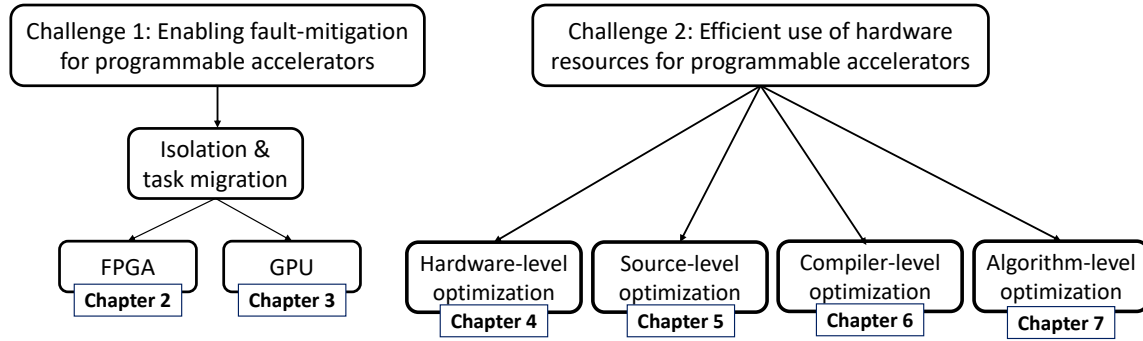 Challenge 1: Enabling fault-mitigation
for programmable accelerators
Isolation &
task migration
FPGA
Chapter 2
GPU
Chapter 3
Challenge 2: Efficient use of hardware
resources for programmable accelerators
Hardware-level
optimization
Chapter 4
Source-level
optimization
Chapter 5
Compiler-level
optimization
Chapter 6
Algorithm-level
optimization
Chapter 7